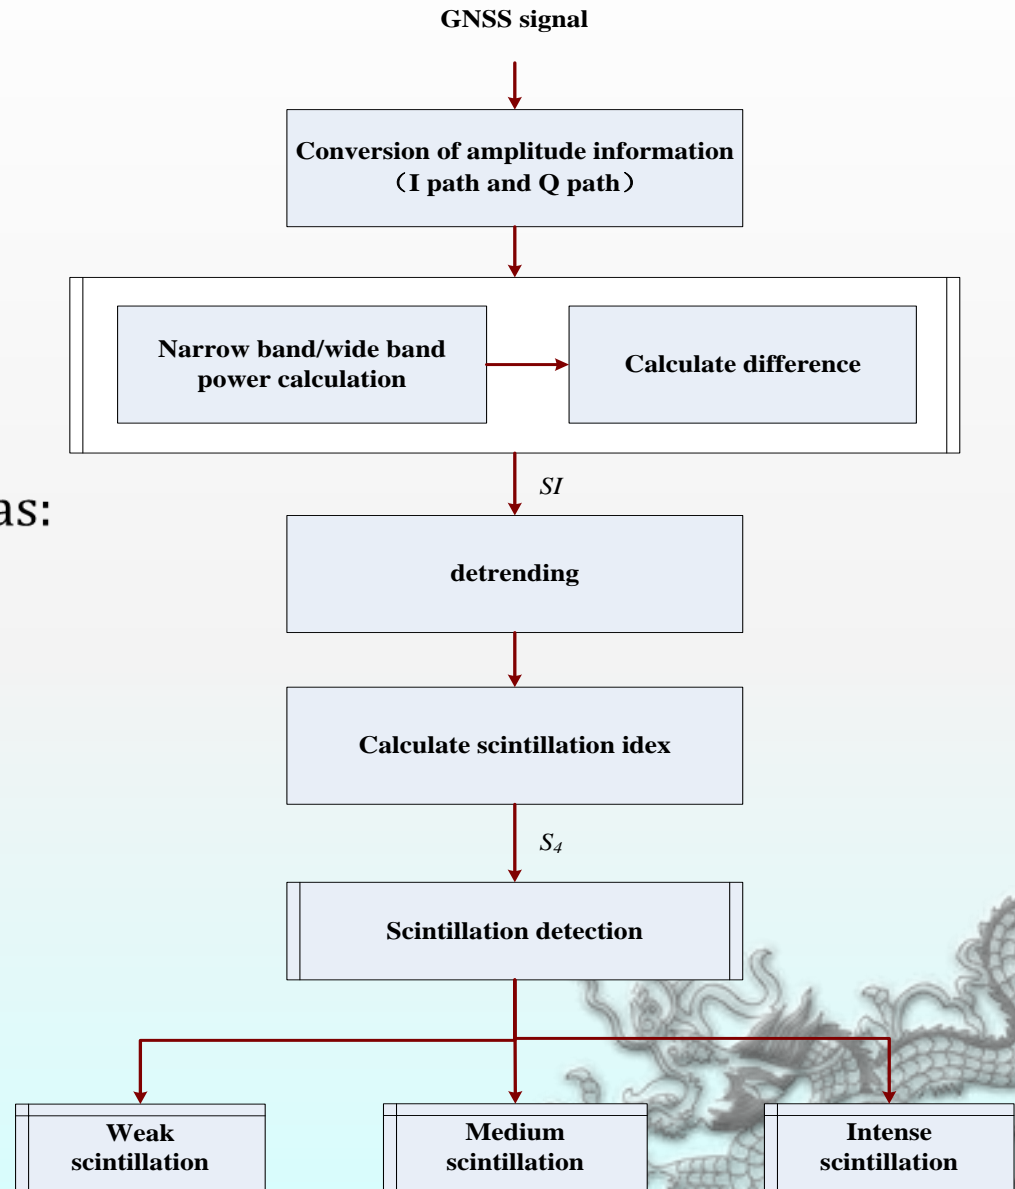 GNSS signal
Conversion of amplitude information
（I path and Q path）
Narrow band/wide band
power calculation
Calculate difference
SI
as:
detrending
Calculate scintillation idex
S₄
Scintillation detection
Weak
scintillation
Medium
scintillation
Intense
scintillation